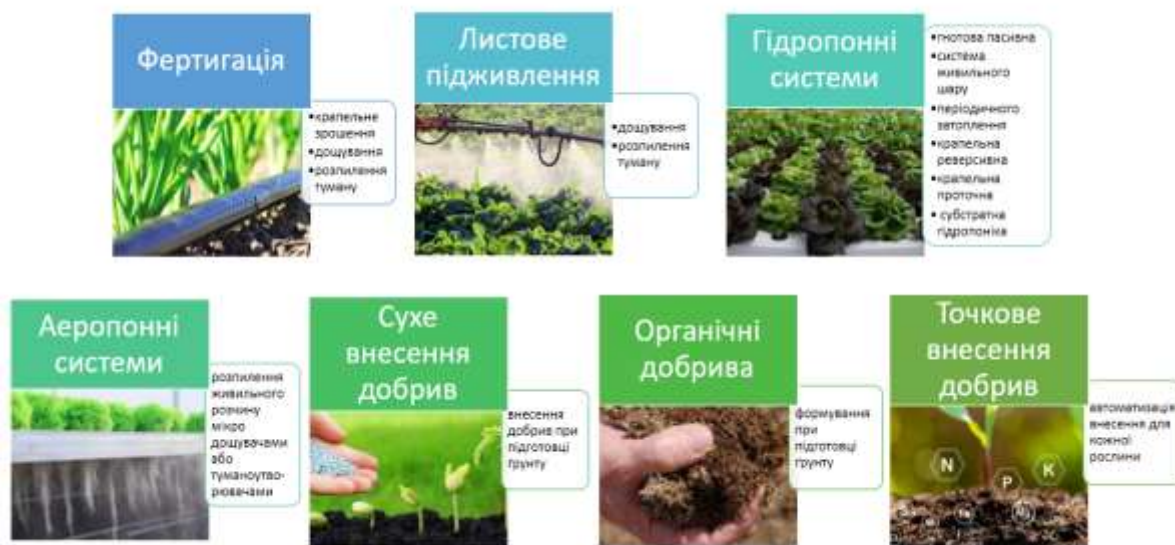 Фертигація
•крапельне
зрошення
•дощування
•розпилення
туману
Листове
підживлення
•дощування
•розпилення
туману
Гідропонні
системи
•гнотова пасивна
•система
живильного
шару
•періодичного
затоплення
•крапельна
реверсивна
•крапельна
проточна
• субстратна
гідропоніка
Аеропонні
системи
розпилення
живильного
розчину
мікро
дощувачами
або
туманоутво-
рювачами
Сухе
внесення
добрив
внесення
добрив при
підготовці
ґрунту
Органічні
добрива
формування
при
підготовці
ґрунту
Точкове
внесення
добрив
автоматизація
внесення для
кожної
рослини
N
P
K